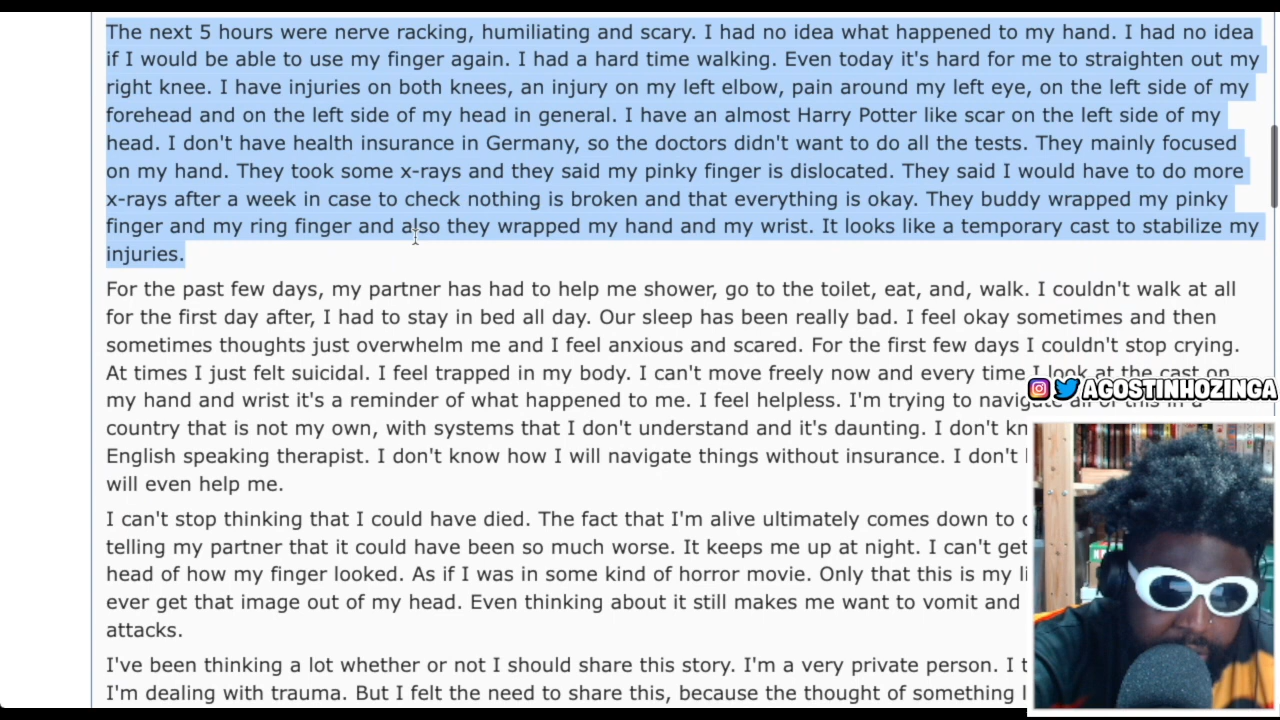 The next 5 hours were nerve racking, humiliating and scary. I had no idea what happened to my hand. I had no idea
if I would be able to use my finger again. I had a hard time walking. Even today it's hard for me to straighten out my
right knee. I have injuries on both knees, an injury on my left elbow, pain around my left eye, on the left side of my
forehead and on the left side of my head in general. I have an almost Harry Potter like scar on the left side of my
head. I don't have health insurance in Germany, so the doctors didn't want to do all the tests. They mainly focused
on my hand. They took some x-rays and they said my pinky finger is dislocated. They said I would have to do more
x-rays after a week in case to check nothing is broken and that everything is okay. They buddy wrapped my pinky
finger and my ring finger and also they wrapped my hand and my wrist. It looks like a temporary cast to stabilize my
injuries.
For the past few days, my partner has had to help me shower, go to the toilet, eat, and, walk. I couldn't walk at all
for the first day after, I had to stay in bed all day. Our sleep has been really bad. I feel okay sometimes and then
sometimes thoughts just overwhelm me and I feel anxious and scared. For the first few days I couldn't stop crying.
At times I just felt suicidal. I feel trapped in my body. I can't move freely now and every time I look at the cast on
my hand and wrist it's a reminder of what happened to me. I feel helpless. I'm trying to navigate all of this in a
AGOSTINHOZINGA
country that is not my own, with systems that I don't understand and it's daunting. I don't
English speaking therapist. I don't know how I will navigate things without insurance. I don't
will even help me.
I can't stop thinking that I could have died. The fact that I'm alive ultimately comes down to
telling my partner that it could have been so much worse. It keeps me up at night. I can't get
head of how my finger looked. As if I was in some kind of horror movie. Only that this is my
ever get that image out of my head. Even thinking about it still makes me want to vomit and
attacks.
I've been thinking a lot whether or not I should share this story. I'm a very private person. I
I'm dealing with trauma. But I felt the need to share this, because the thought of something